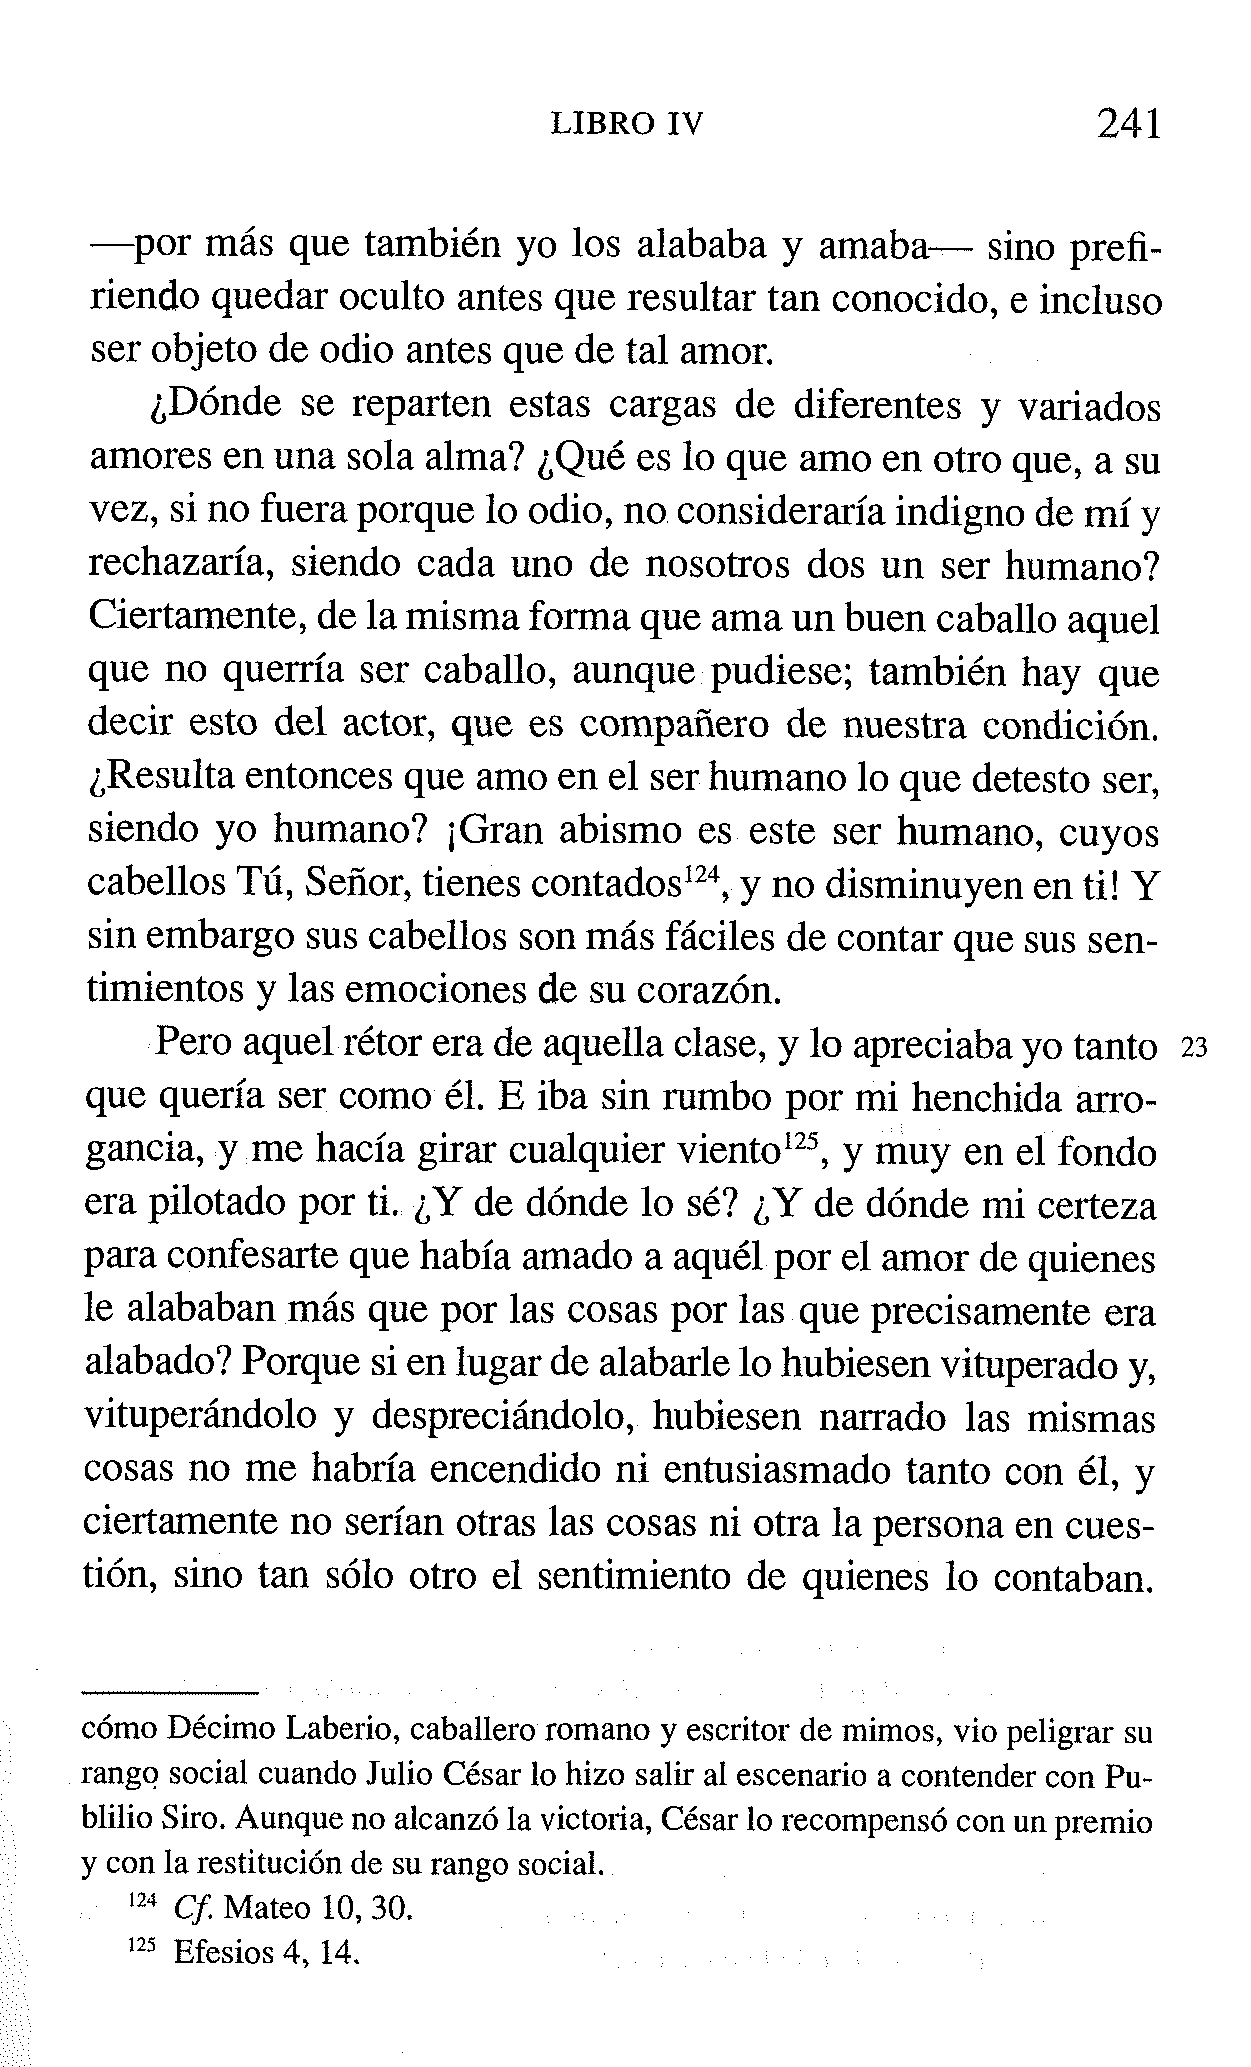 LIBRO IV 241
—por más que también yo los alababa y amaba— sino prefi-
riendo quedar oculto antes que resultar tan conocido, e incluso
ser objeto de odio antes que de tal amor.
¿Dónde se reparten estas cargas de diferentes y variados
amores en una sola alma? ¿Qué es lo que amo en otro que, a su
vez, si no fuera porque lo odio, no consideraría indigno de mí y
rechazaría, siendo cada uno de nosotros dos un ser humano?
Ciertamente, de la misma forma que ama un buen caballo aquel
que no querría ser caballo, aunque pudiese; también hay que
decir esto del actor, que es compañero de nuestra condición.
¿Resulta entonces que amo en el ser humano lo que detesto ser,
siendo yo humano? ¡Gran abismo es este ser humano, cuyos
cabellos Tú, Señor, tienes contados¹²⁴, y no disminuyen en ti! Y
sin embargo sus cabellos son más fáciles de contar que sus sen-
timientos y las emociones de su corazón.
Pero aquel rétor era de aquella clase, y lo apreciaba yo tanto 23
que quería ser como él. E iba sin rumbo por mi henchida arro-
gancia, y me hacía girar cualquier viento¹²⁵, y muy en el fondo
era pilotado por ti. ¿Y de dónde lo sé? ¿Y de dónde mi certeza
para confesarte que había amado a aquél por el amor de quienes
le alababan más que por las cosas por las que precisamente era
alabado? Porque si en lugar de alabarle lo hubiesen vituperado y,
vituperándolo y despreciándolo, hubiesen narrado las mismas
cosas no me habría encendido ni entusiasmado tanto con él, y
ciertamente no serían otras las cosas ni otra la persona en cues-
tión, sino tan sólo otro el sentimiento de quienes lo contaban.
cómo Décimo Laberio, caballero romano y escritor de mimos, vio peligrar su
rango social cuando Julio César lo hizo salir al escenario a contender con Pu-
blilio Siro. Aunque no alcanzó la victoria, César lo recompensó con un premio
y con la restitución de su rango social.
¹²⁴ Cf. Mateo 10, 30.
¹²⁵ Efesios 4, 14.